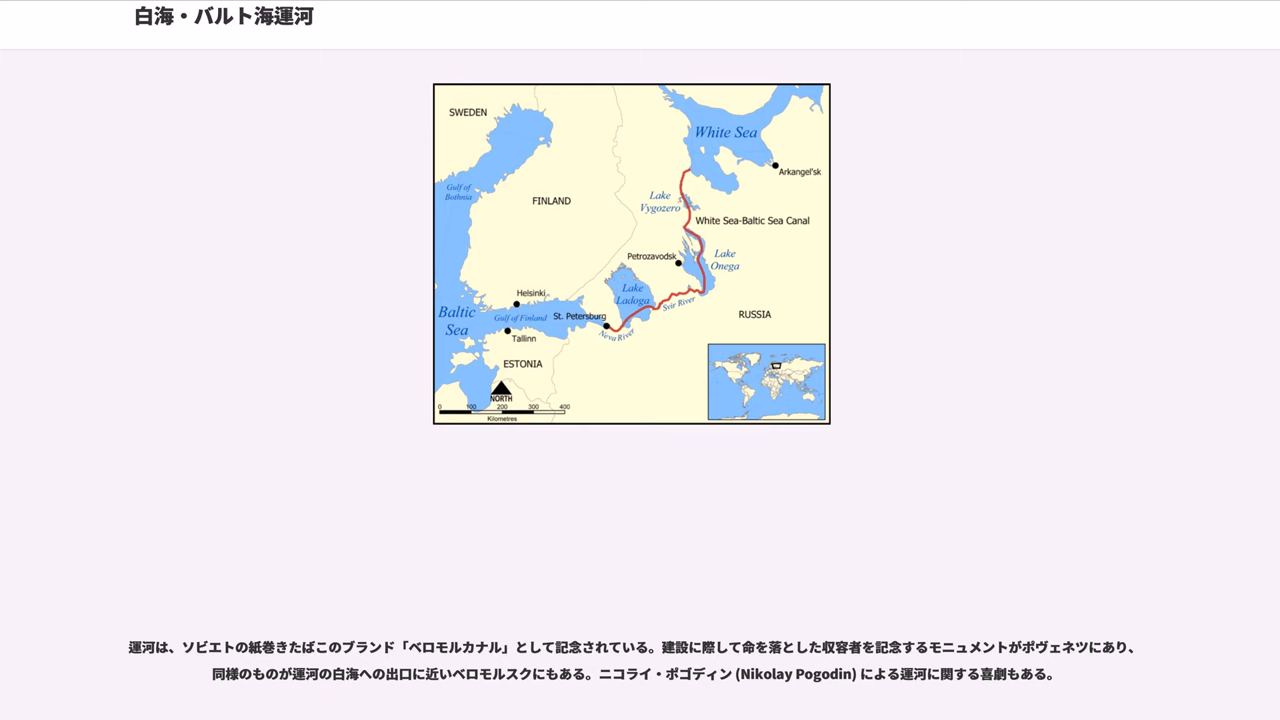 白海・バルト海運河
SWEDEN
White Sea
Arkangel'sk
Gulf of
Bothnia
FINLAND
Lake
Vygozero
White Sea-Baltic Sea Canal
Petrozavodsk
Lake
Onega
Helsinki
Lake
Ladoga
Svir River
Baltic
Sea
Gulf of Finland
St. Petersburg
RUSSIA
Neva River
Tallinn
ESTONIA
NORTH
0 100 200 300 400
Kilometres
運河は、ソビエトの紙巻きたばこのブランド「ベロモルカナル」として記念されている。建設に際して命を落とした収容者を記念するモニュメントがポヴェネツにあり、
同様のものが運河の白海への出口に近いベロモルスクにもある。ニコライ・ポゴディン (Nikolay Pogodin) による運河に関する喜劇もある。